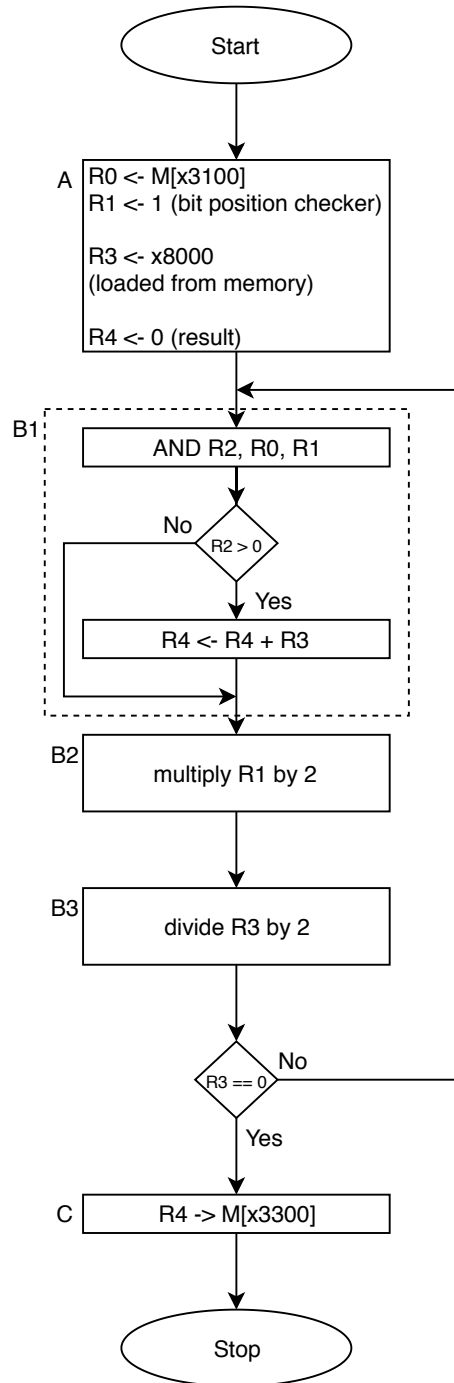 Start
A
R0 <- M[x3100]
R1 <- 1 (bit position checker)
R3 <- x8000
(loaded from memory)
R4 <- 0 (result)
B1
AND R2, R0, R1
No
R2 > 0
Yes
R4 <- R4 + R3
B2
multiply R1 by 2
B3
divide R3 by 2
No
R3 == 0
Yes
C
R4 -> M[x3300]
Stop